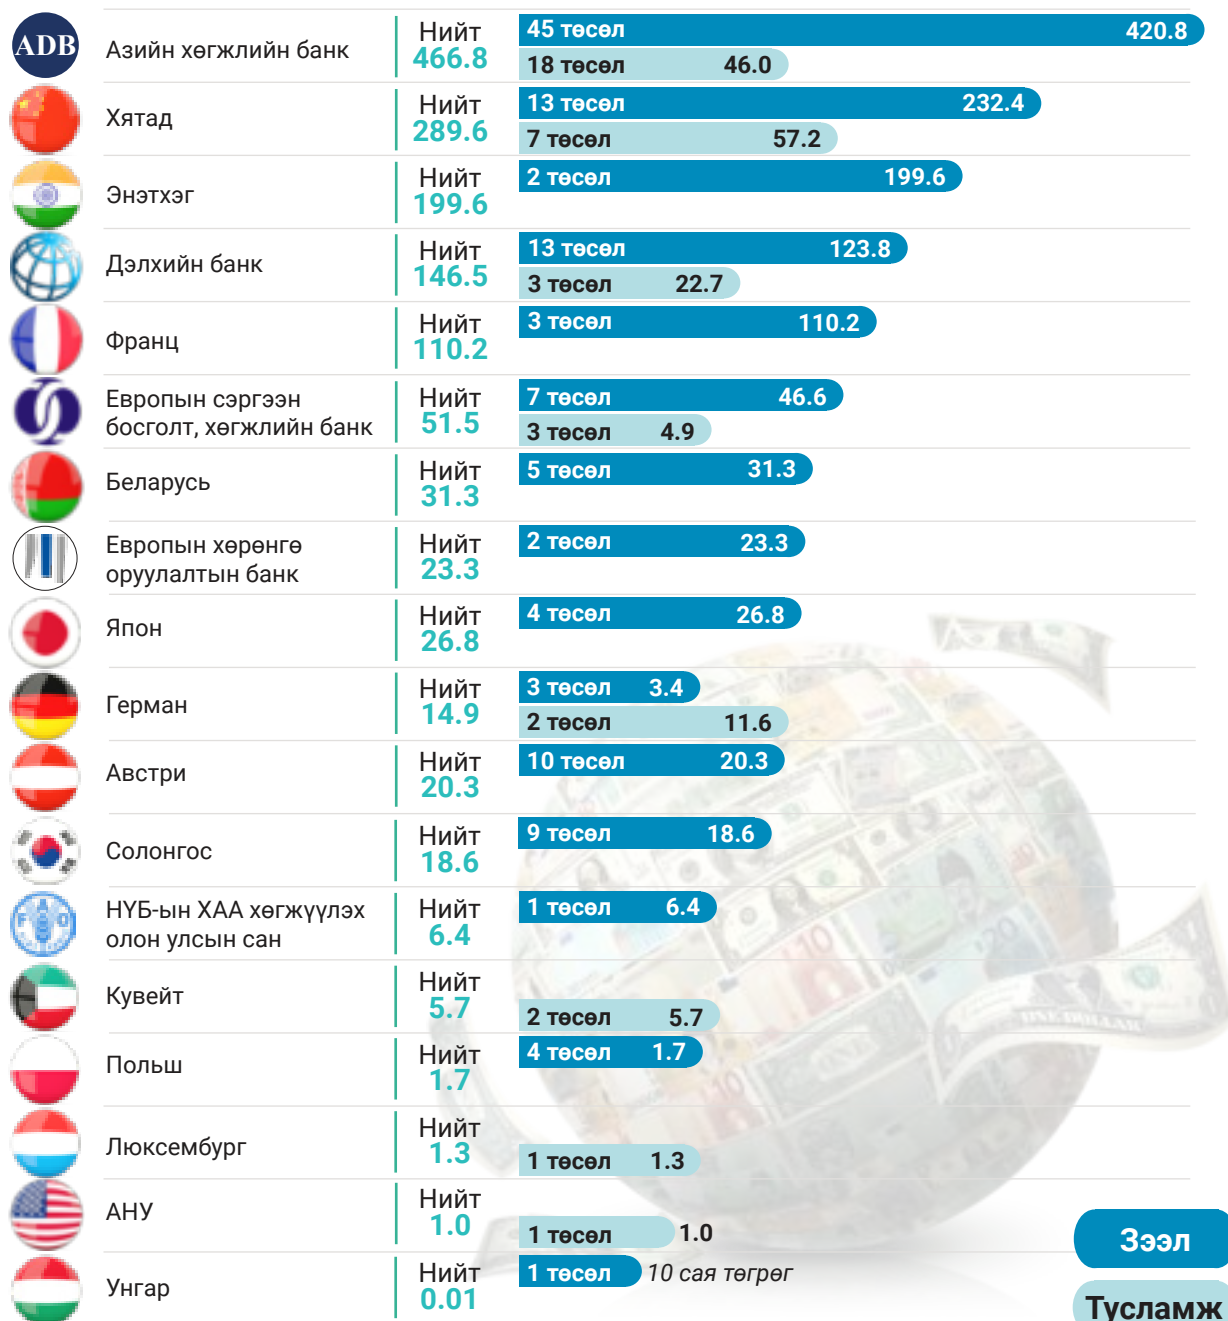 ADB
Азийн хөгжлийн банк
Нийт
466.8
45 төсөл 420.8
18 төсөл 46.0
Хятад
Нийт
289.6
13 төсөл 232.4
7 төсөл 57.2
Энэтхэг
Нийт
199.6
2 төсөл 199.6
Дэлхийн банк
Нийт
146.5
13 төсөл 123.8
3 төсөл 22.7
Франц
Нийт
110.2
3 төсөл 110.2
Европын сэргээн
босголт, хөгжлийн банк
Нийт
51.5
7 төсөл 46.6
3 төсөл 4.9
Беларусь
Нийт
31.3
5 төсөл 31.3
Европын хөрөнгө
оруулалтын банк
Нийт
23.3
2 төсөл 23.3
Япон
Нийт
26.8
4 төсөл 26.8
Герман
Нийт
14.9
3 төсөл 3.4
2 төсөл 11.6
Австри
Нийт
20.3
10 төсөл 20.3
Солонгос
Нийт
18.6
9 төсөл 18.6
НҮБ-ын ХАА хөгжүүлэх
олон улсын сан
Нийт
6.4
1 төсөл 6.4
Кувейт
Нийт
5.7
2 төсөл 5.7
Польш
Нийт
1.7
4 төсөл 1.7
Люксембург
Нийт
1.3
1 төсөл 1.3
АНУ
Нийт
1.0
1 төсөл 1.0
Унгар
Нийт
0.01
1 төсөл 10 сая төгрөг
Зээл
Тусламж